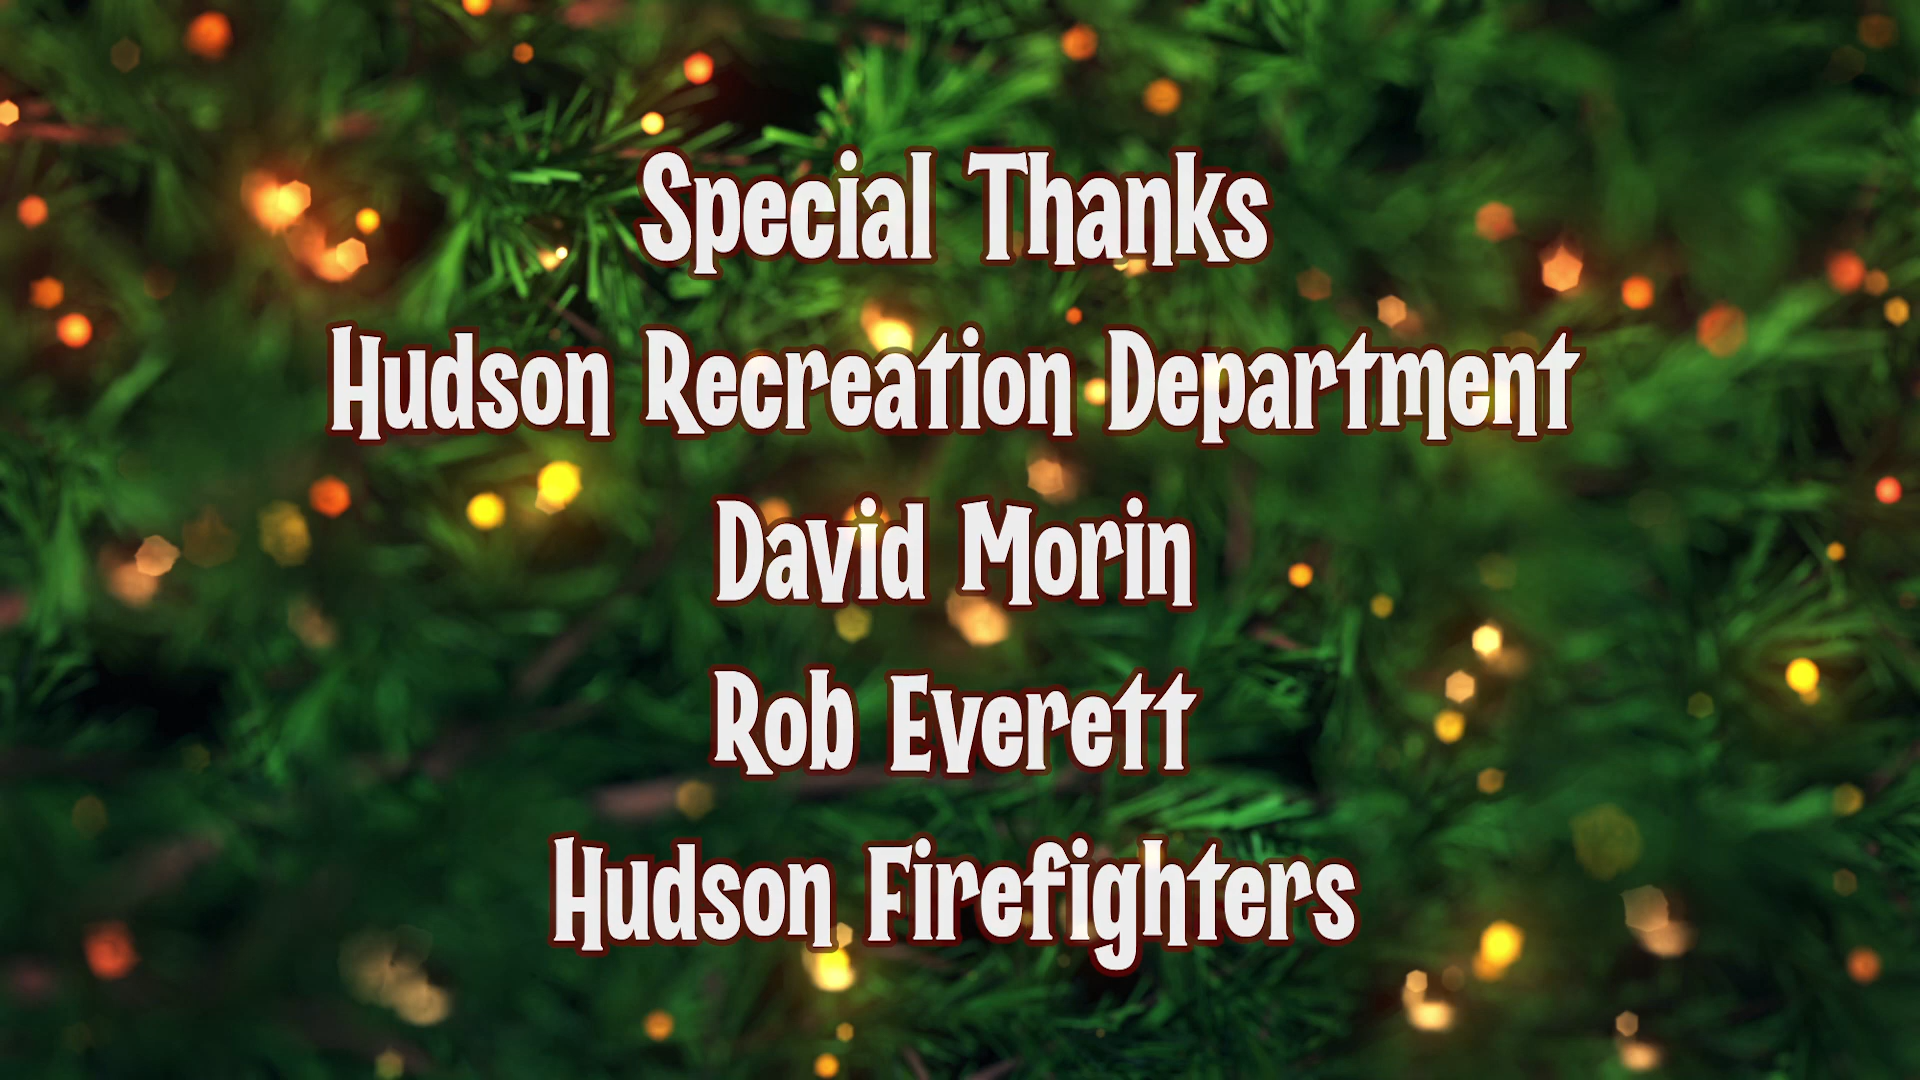 Special Thanks
Hudson Recreation Department
David Morin
Rob Everett
Hudson Firefighters